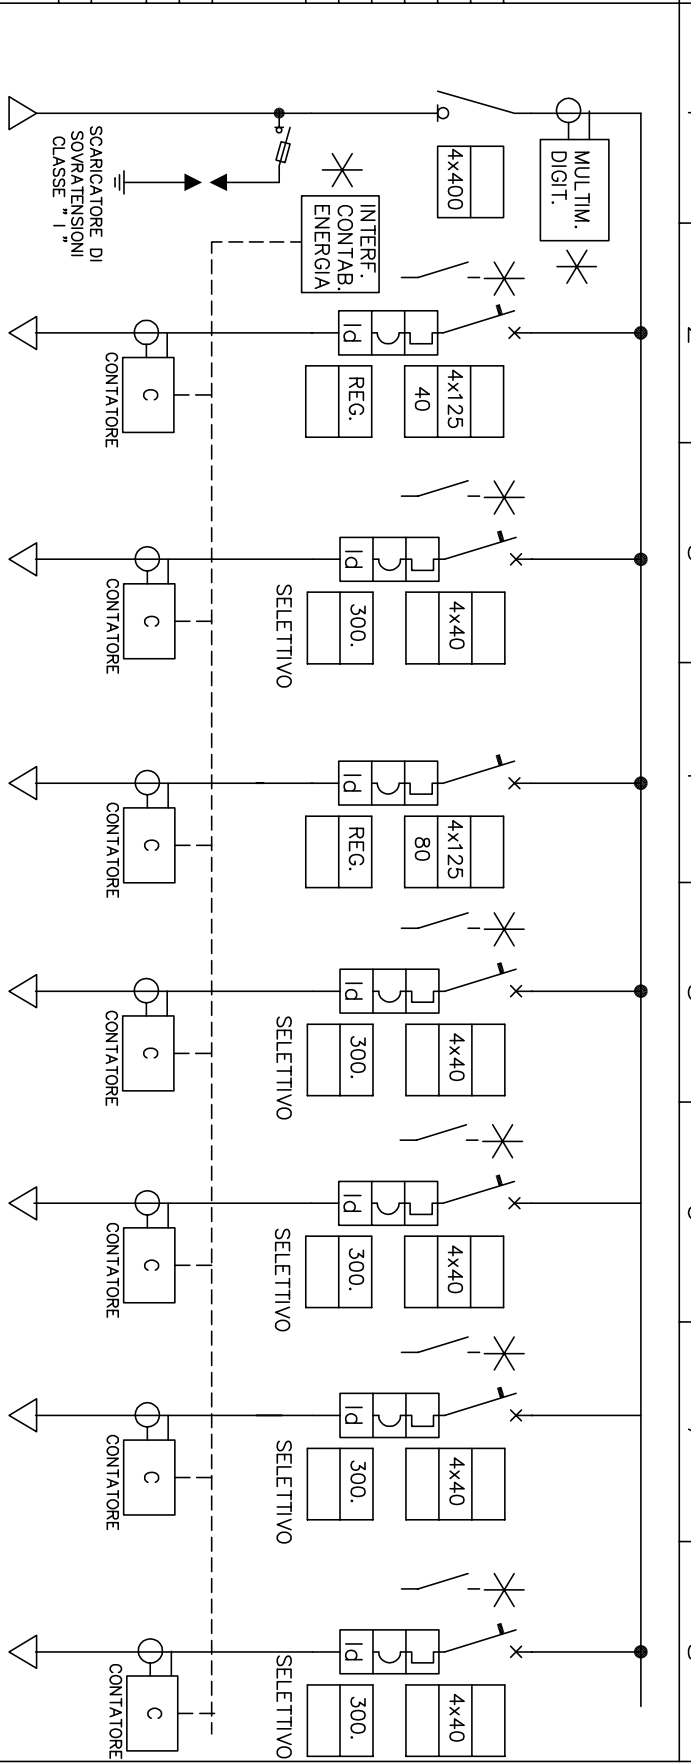 MULTIM.
DIGIT.
4x400
SCARICATORE DI
SOVRATENSIONI
CLASSE " I "
INTERF.
CONTAB.
ENERGIA
4x125
40
Id
REG.
C
CONTATORE
4x40
Id
300.
SELETTIVO
C
CONTATORE
4x125
80
Id
REG.
C
CONTATORE
4x40
Id
300.
SELETTIVO
C
CONTATORE
4x40
Id
300.
SELETTIVO
C
CONTATORE
4x40
Id
300.
SELETTIVO
C
CONTATORE
4x40
Id
300.
SELETTIVO
C
CONTATORE